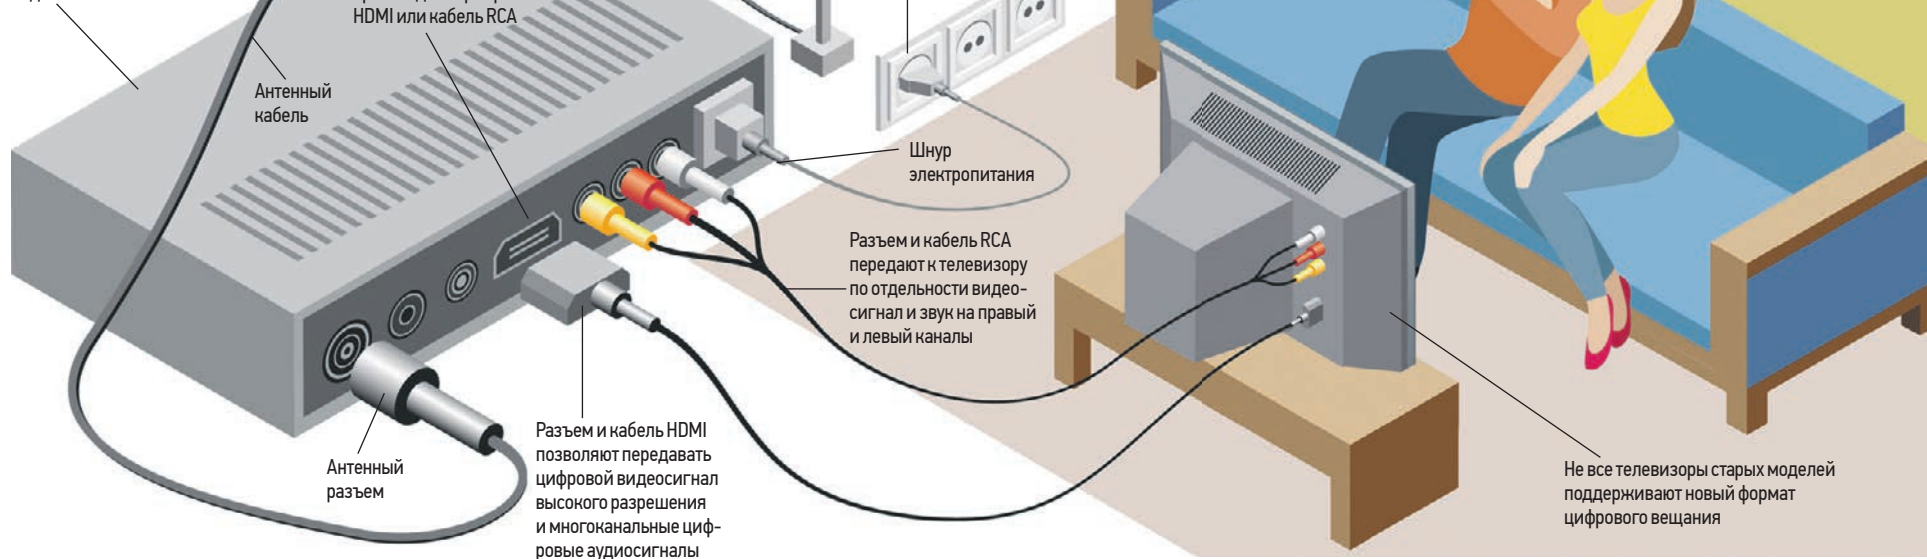 HDMI или кабель RCA
Антенный
кабель
Шнур
электропитания
Разъем и кабель RCA
передают к телевизору
по отдельности видео-
сигнал и звук на правый
и левый каналы
Разъем и кабель HDMI
позволяют передавать
цифровой видеосигнал
высокого разрешения
и многоканальные циф-
ровые аудиосигналы
Антенный
разъем
Не все телевизоры старых моделей
поддерживают новый формат
цифрового вещания